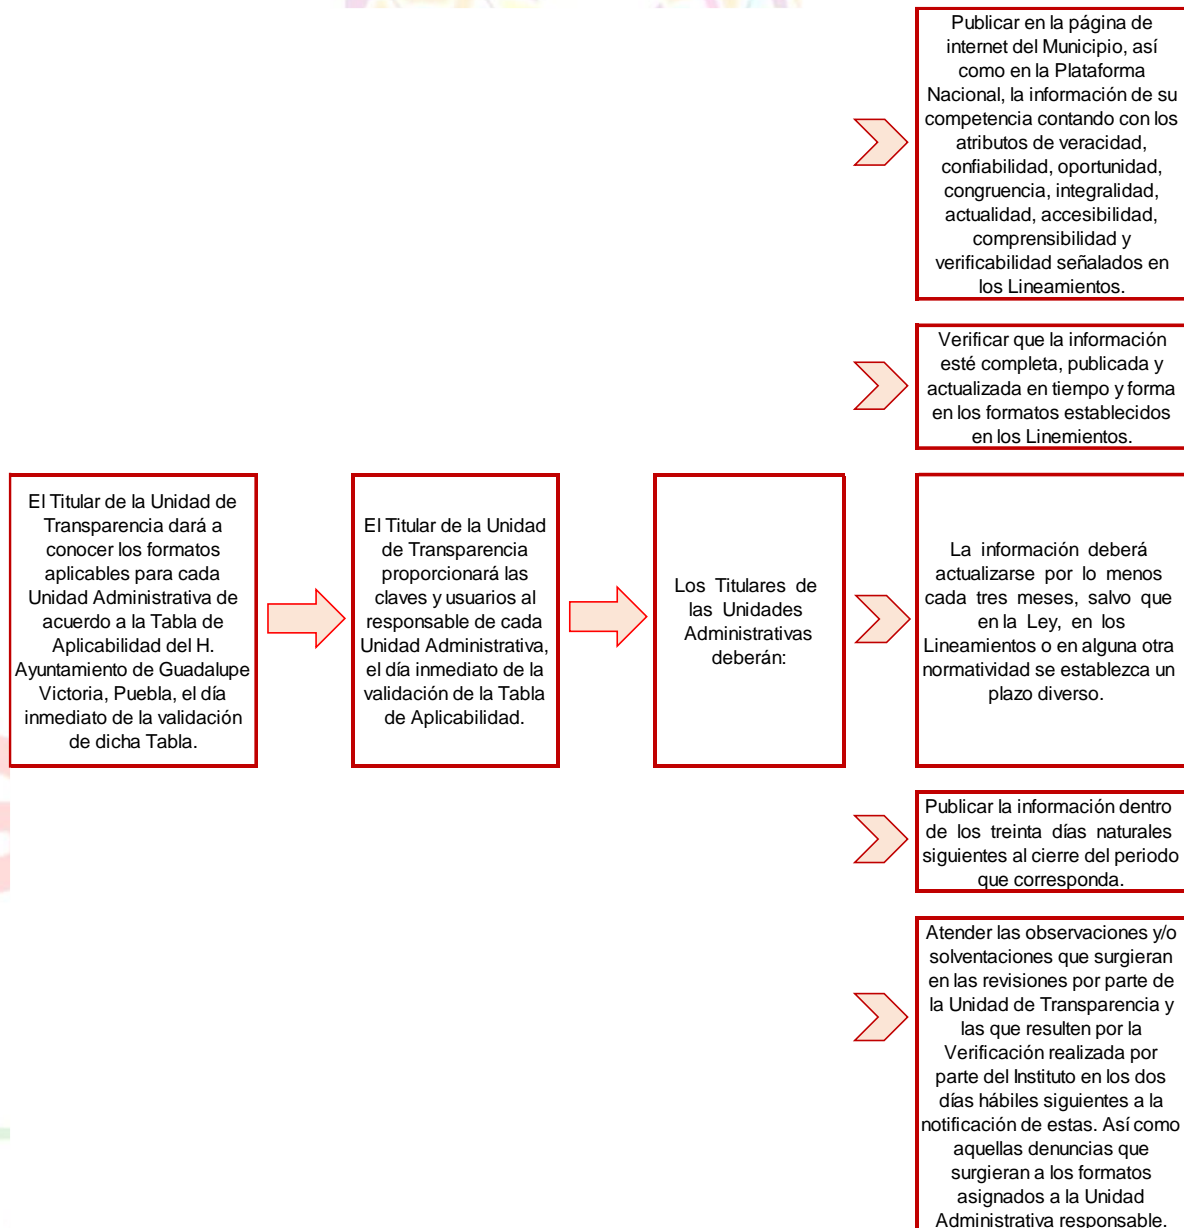 El Titular de la Unidad de
Transparencia dará a
conocer los formatos
aplicables para cada
Unidad Administrativa de
acuerdo a la Tabla de
Aplicabilidad del H.
Ayuntamiento de Guadalupe
Victoria, Puebla, el día
inmediato de la validación
de dicha Tabla.
El Titular de la Unidad
de Transparencia
proporcionará las
claves y usuarios al
responsable de cada
Unidad Administrativa,
el día inmediato de la
validación de la Tabla
de Aplicabilidad.
Los Titulares de
las Unidades
Administrativas
deberán:
Publicar en la página de
internet del Municipio, así
como en la Plataforma
Nacional, la información de su
competencia contando con los
atributos de veracidad,
confiabilidad, oportunidad,
congruencia, integralidad,
actualidad, accesibilidad,
comprensibilidad y
verificabilidad señalados en
los Lineamientos.
Verificar que la información
esté completa, publicada y
actualizada en tiempo y forma
en los formatos establecidos
en los Linemientos.
La información deberá
actualizarse por lo menos
cada tres meses, salvo que
en la Ley, en los
Lineamientos o en alguna otra
normatividad se establezca un
plazo diverso.
Publicar la información dentro
de los treinta días naturales
siguientes al cierre del periodo
que corresponda.
Atender las observaciones y/o
solventaciones que surgieran
en las revisiones por parte de
la Unidad de Transparencia y
las que resulten por la
Verificación realizada por
parte del Instituto en los dos
días hábiles siguientes a la
notificación de estas. Así como
aquellas denuncias que
surgieran a los formatos
asignados a la Unidad
Administrativa responsable.